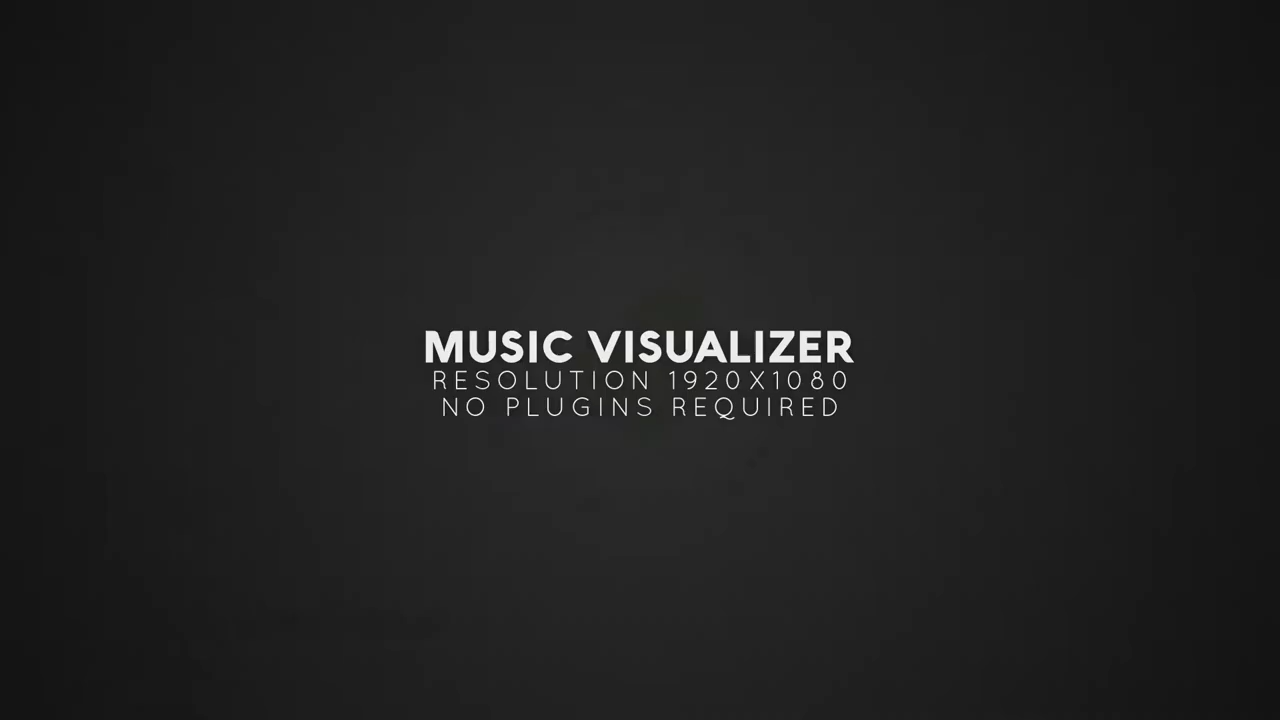 MUSIC VISUALIZER
RESOLUTION 1920X1080
NO PLUGINS REQUIRED